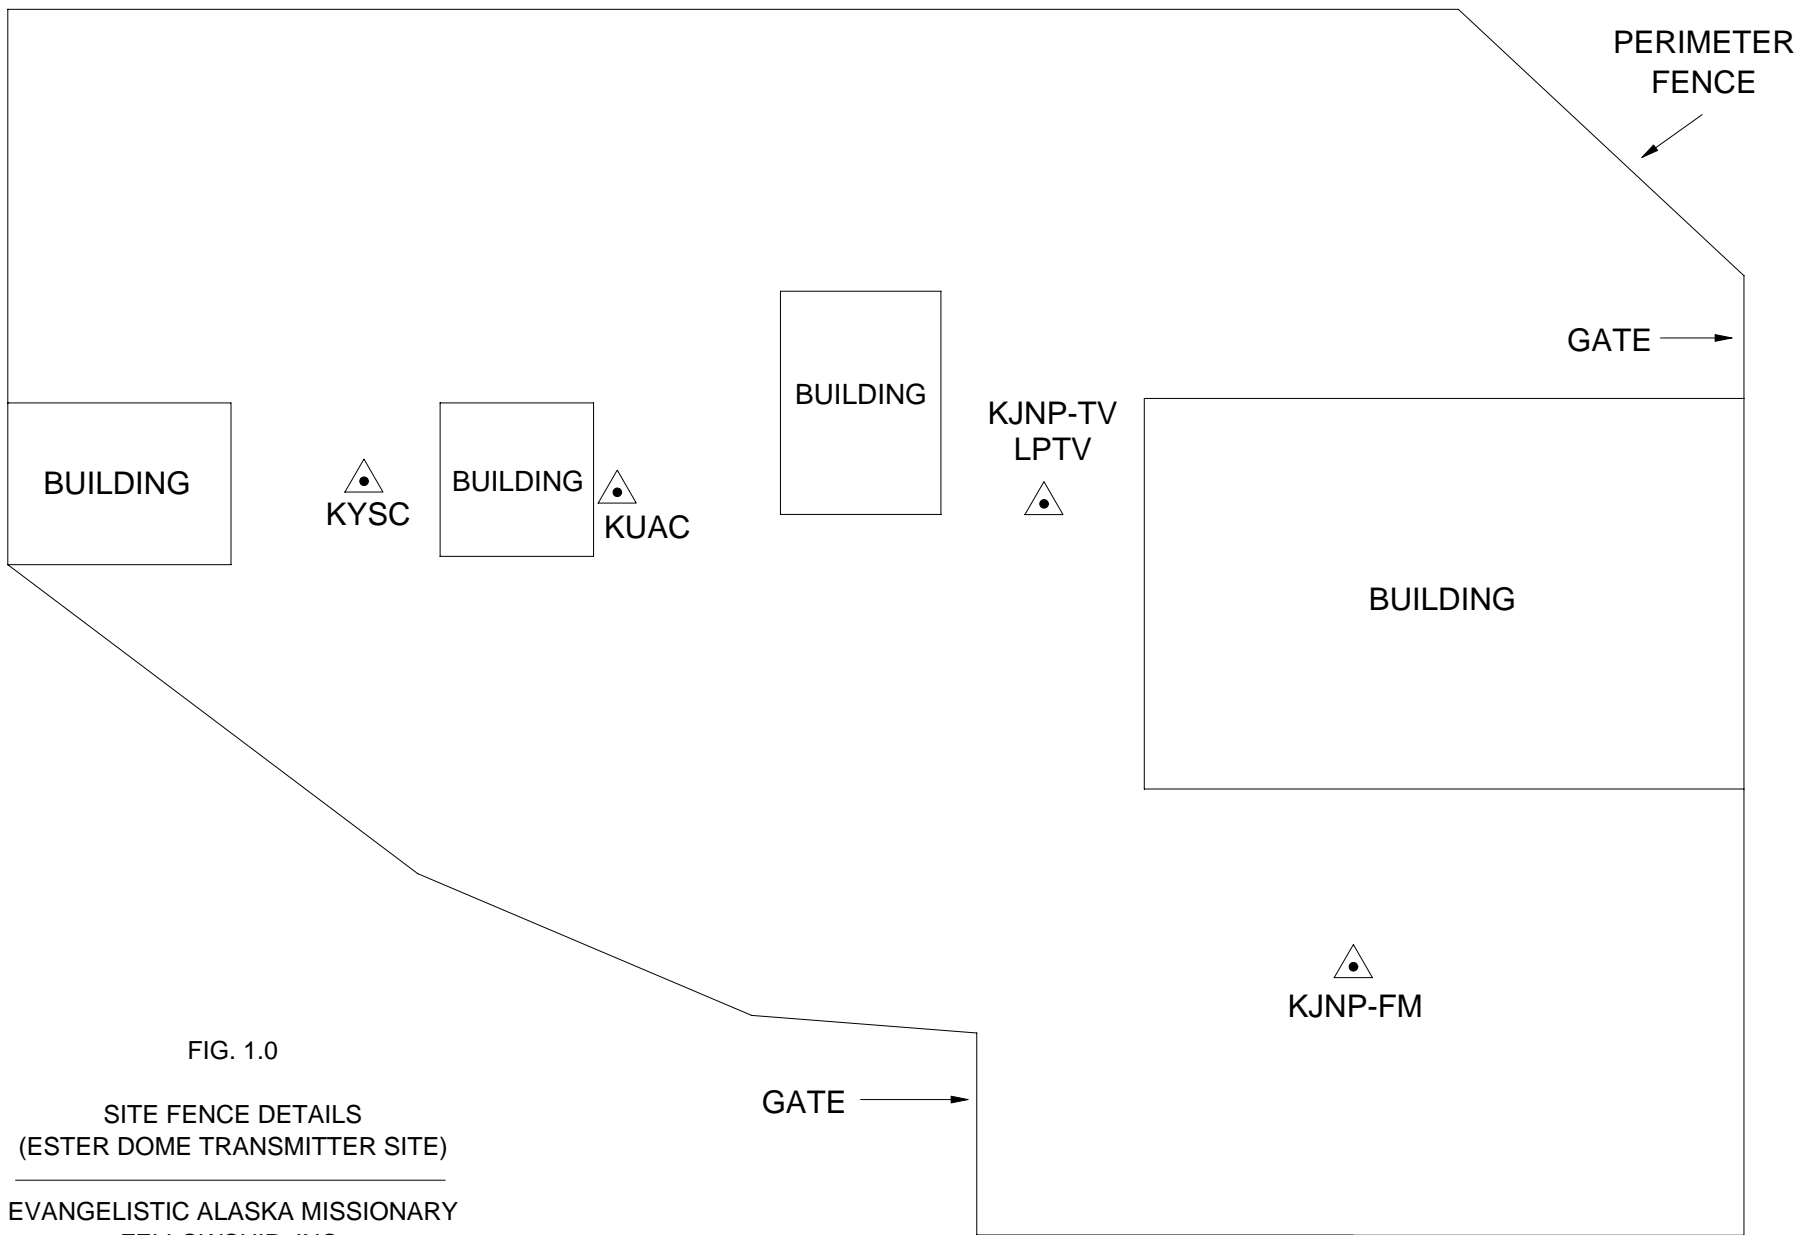 PERIMETER
FENCE
GATE
BUILDING
KJNP-TV
LPTV
BUILDING
KYSC
BUILDING
KUAC
BUILDING
KJNP-FM
GATE
FIG. 1.0
SITE FENCE DETAILS
(ESTER DOME TRANSMITTER SITE)
EVANGELISTIC ALASKA MISSIONARY